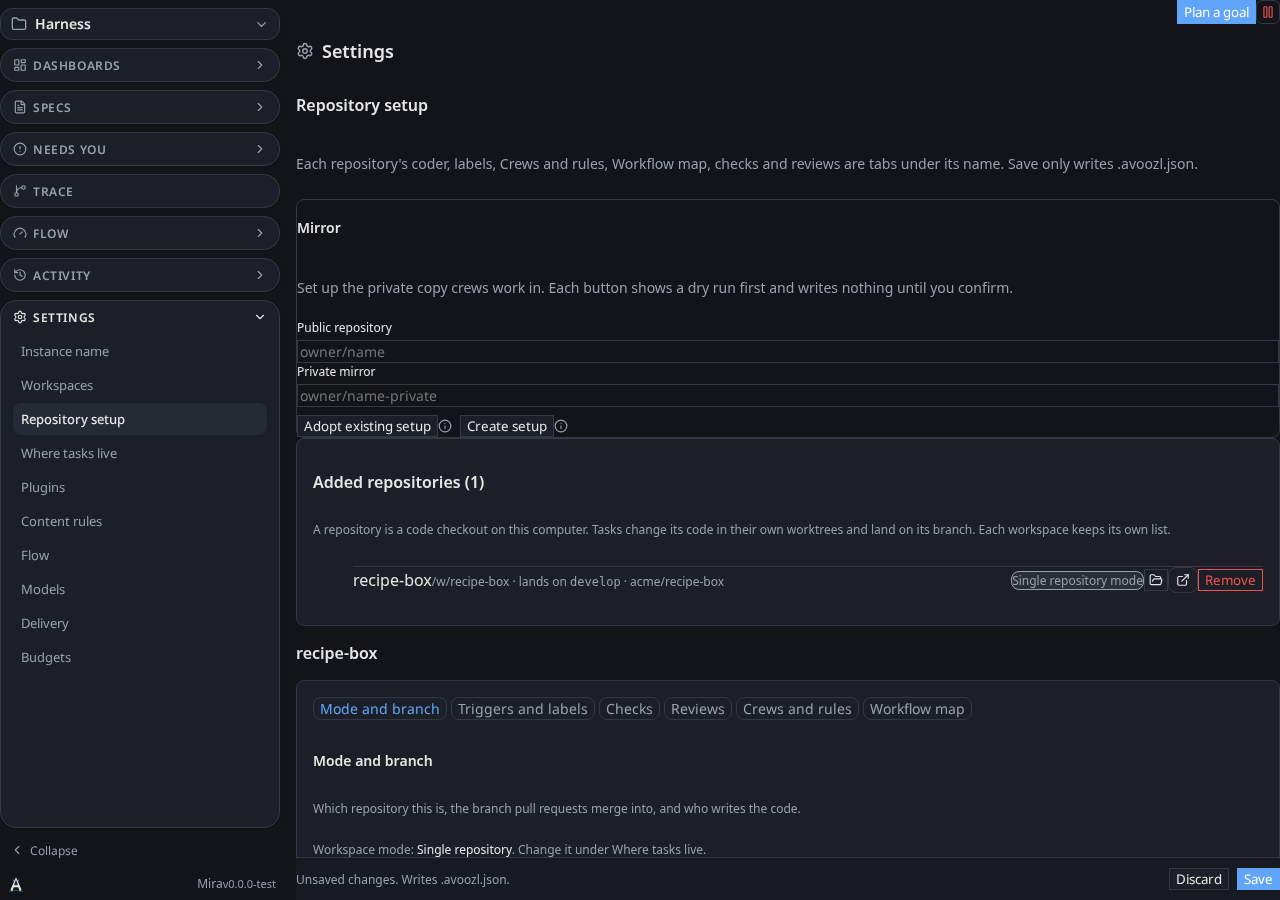 Harness
DASHBOARDS
SPECS
NEEDS YOU
TRACE
FLOW
ACTIVITY
SETTINGS
Instance name
Workspaces
Repository setup
Where tasks live
Plugins
Content rules
Flow
Models
Delivery
Budgets
Collapse
Mirav0.0.0-test
Plan a goal
Settings
Repository setup
Each repository's coder, labels, Crews and rules, Workflow map, checks and reviews are tabs under its name. Save only writes .avoozl.json.
Mirror
Set up the private copy crews work in. Each button shows a dry run first and writes nothing until you confirm.
Public repository
owner/name
Private mirror
owner/name-private
Adopt existing setup Create setup
Added repositories (1)
A repository is a code checkout on this computer. Tasks change its code in their own worktrees and land on its branch. Each workspace keeps its own list.
recipe-box/w/recipe-box · lands on develop · acme/recipe-box Single repository mode Remove
recipe-box
Mode and branch Triggers and labels Checks Reviews Crews and rules Workflow map
Mode and branch
Which repository this is, the branch pull requests merge into, and who writes the code.
Workspace mode: Single repository. Change it under Where tasks live.
Unsaved changes. Writes .avoozl.json. Discard Save